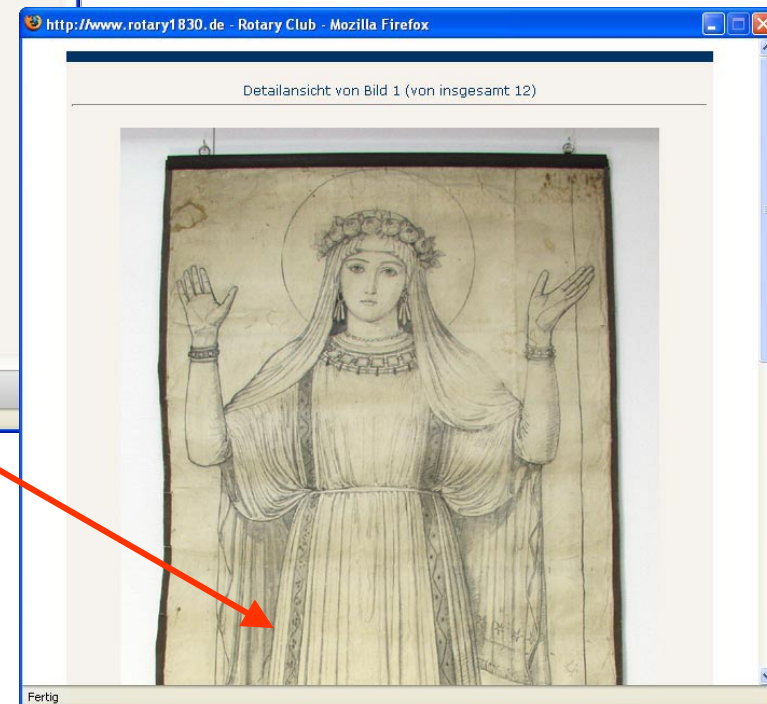 http://www.rotary1830.de - Rotary Club - Mozilla Firefox
Detailansicht von Bild 1 (von insgesamt 12)
Fertig